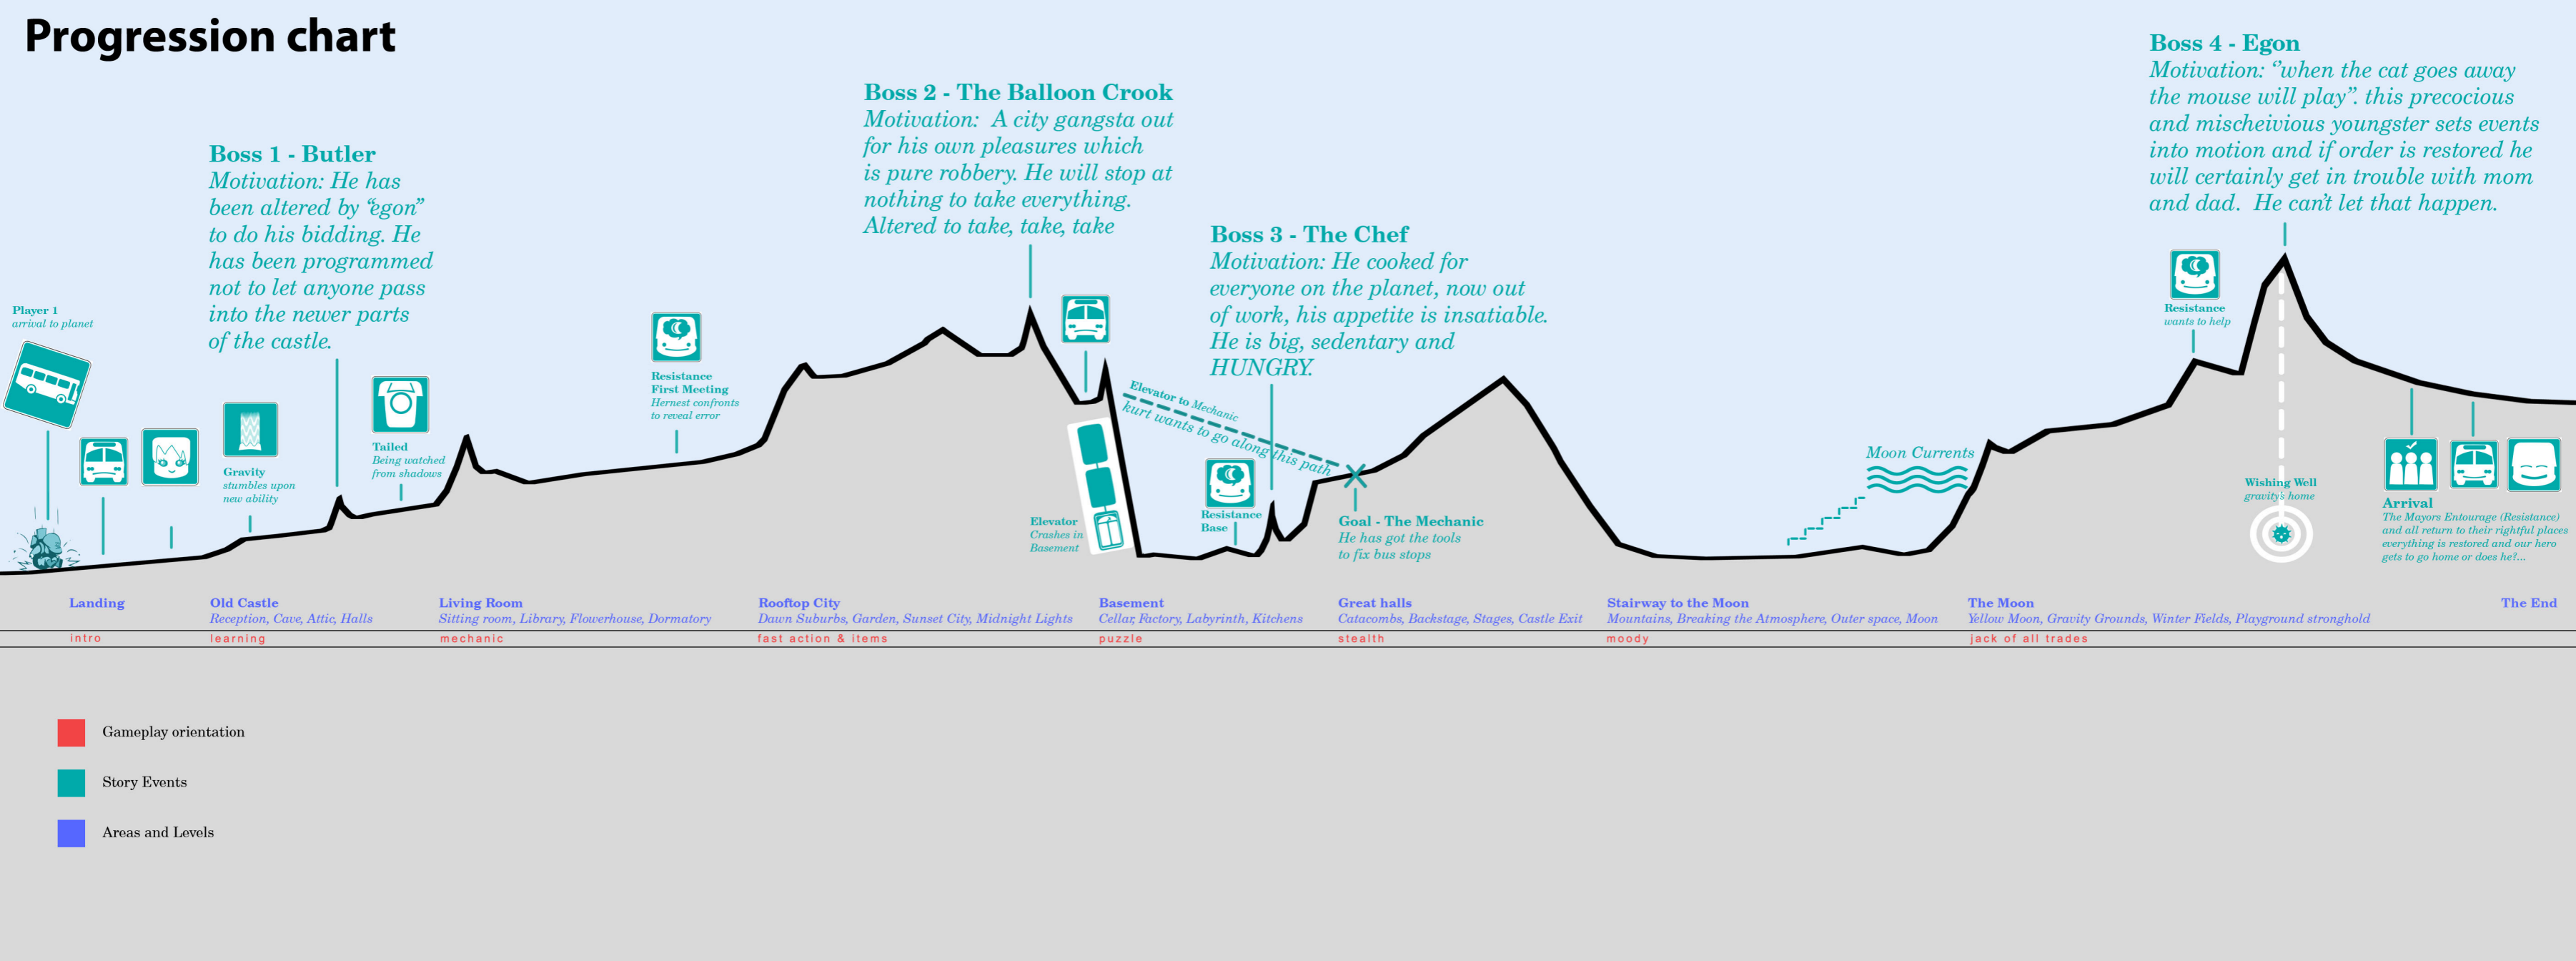 Progression chart
Player 1
arrival to planet
Boss 1 - Butler
Motivation: He has
been altered by “egon”
to do his bidding. He
has been programmed
not to let anyone pass
into the newer parts
of the castle.
Gravity
stumbles upon
new ability
Tailed
Being watched
from shadows
Resistance
First Meeting
Hernest confronts
to reveal error
Boss 2 - The Balloon Crook
Motivation:  A city gangsta out
for his own pleasures which
is pure robbery. He will stop at
nothing to take everything.
Altered to take, take, take
Elevator
Crashes in
Basement
Elevator to Mechanic
kurt wants to go along this path
Boss 3 - The Chef
Motivation: He cooked for
everyone on the planet, now out
of work, his appetite is insatiable.
He is big, sedentary and
HUNGRY.
Resistance
Base
Goal - The Mechanic
He has got the tools
to fix bus stops
Moon Currents
Boss 4 - Egon
Motivation: ‘’when the cat goes away
the mouse will play”. this precocious
and mischeivious youngster sets events
into motion and if order is restored he
will certainly get in trouble with mom
and dad.  He can’t let that happen.
Resistance
wants to help
Wishing Well
gravity's home
Arrival
The Mayors Entourage (Resistance)
and all return to their rightful places
everything is restored and our hero
gets to go home or does he?...
Landing
intro
Old Castle
Reception, Cave, Attic, Halls
learning
Living Room
Sitting room, Library, Flowerhouse, Dormatory
mechanic
Rooftop City
Dawn Suburbs, Garden, Sunset City, Midnight Lights
fast action & items
Basement
Cellar, Factory, Labyrinth, Kitchens
puzzle
Great halls
Catacombs, Backstage, Stages, Castle Exit
stealth
Stairway to the Moon
Mountains, Breaking the Atmosphere, Outer space, Moon
moody
The Moon
Yellow Moon, Gravity Grounds, Winter Fields, Playground stronghold
jack of all trades
The End
Gameplay orientation
Story Events
Areas and Levels